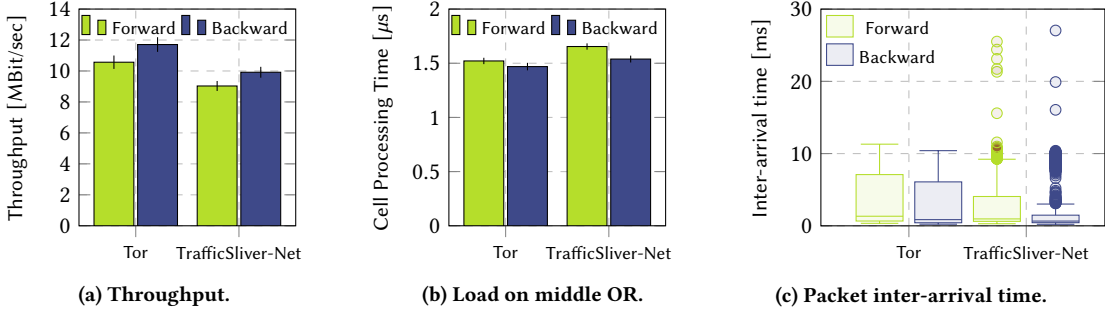 Throughput [MBit/sec]
14
12
10
8
6
4
2
0
Forward
Backward
Tor
TrafficSliver-Net
(a) Throughput.
Cell Processing Time [μs]
2
1.5
1
0.5
0
Forward
Backward
Tor
TrafficSliver-Net
(b) Load on middle OR.
Inter-arrival time [ms]
30
20
10
0
Forward
Backward
Tor
TrafficSliver-Net
(c) Packet inter-arrival time.